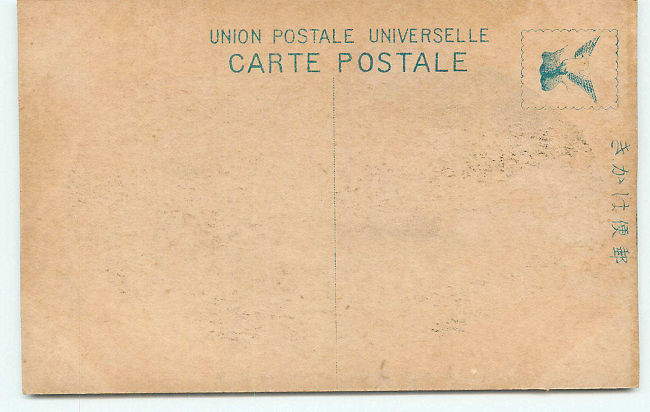 UNION POSTALE UNIVERSELLE
CARTE POSTALE
郵便はかき